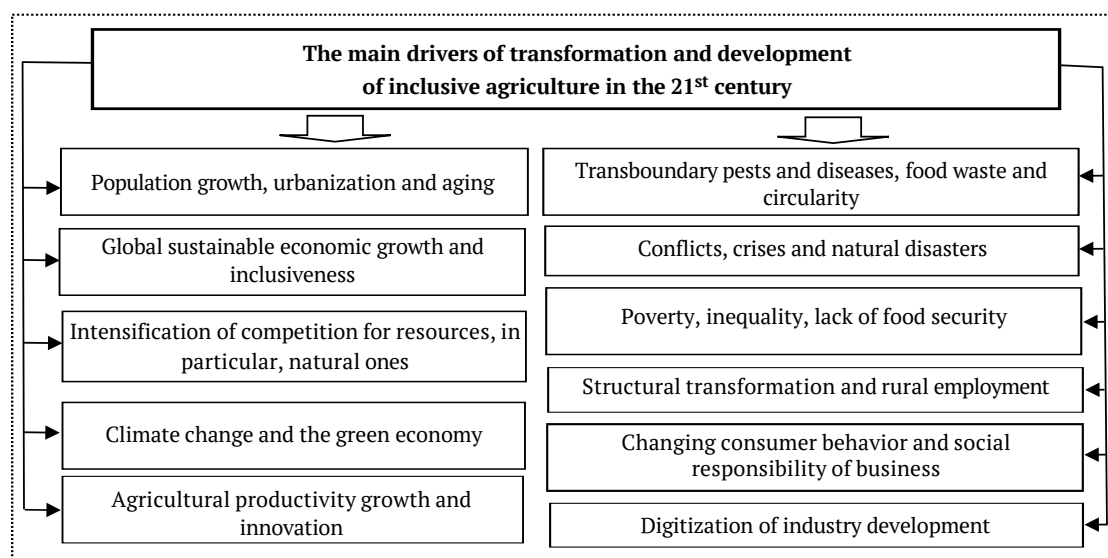 The main drivers of transformation and development
of inclusive agriculture in the 21st century
Population growth, urbanization and aging
Global sustainable economic growth and
inclusiveness
Intensification of competition for resources, in
particular, natural ones
Climate change and the green economy
Agricultural productivity growth and
innovation
Transboundary pests and diseases, food waste and
circularity
Conflicts, crises and natural disasters
Poverty, inequality, lack of food security
Structural transformation and rural employment
Changing consumer behavior and social
responsibility of business
Digitization of industry development